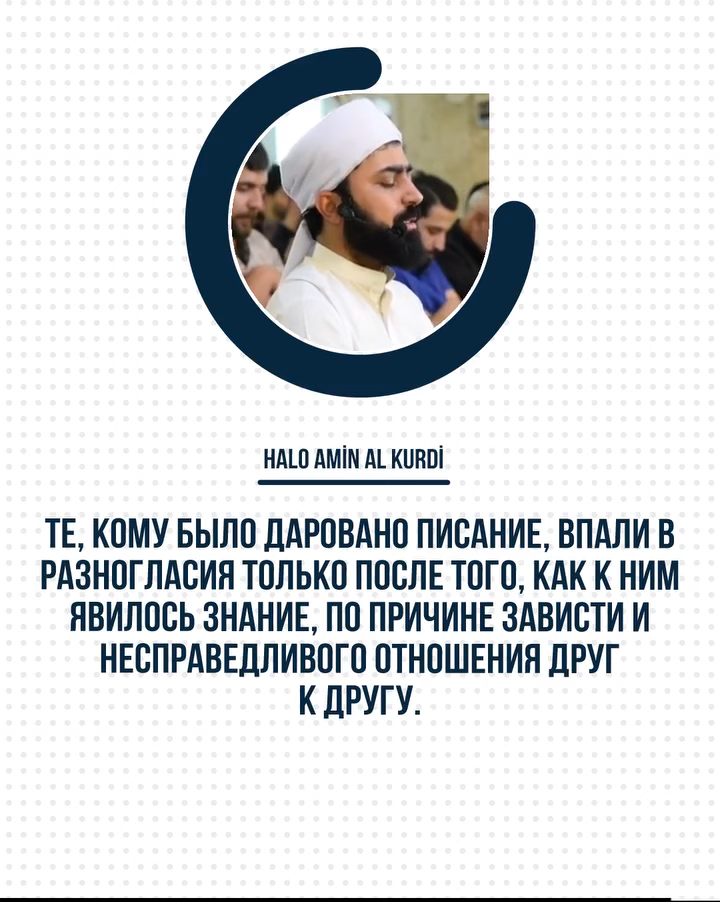 HALO AMİN AL KURDİ
ТЕ, КОМУ БЫЛО ДАРОВАНО ПИСАНИЕ, ВПАЛИ В
РАЗНОГЛАСИЯ ТОЛЬКО ПОСЛЕ ТОГО, КАК К НИМ
ЯВИЛОСЬ ЗНАНИЕ, ПО ПРИЧИНЕ ЗАВИСТИ И
НЕСПРАВЕДЛИВОГО ОТНОШЕНИЯ ДРУГ
К ДРУГУ.